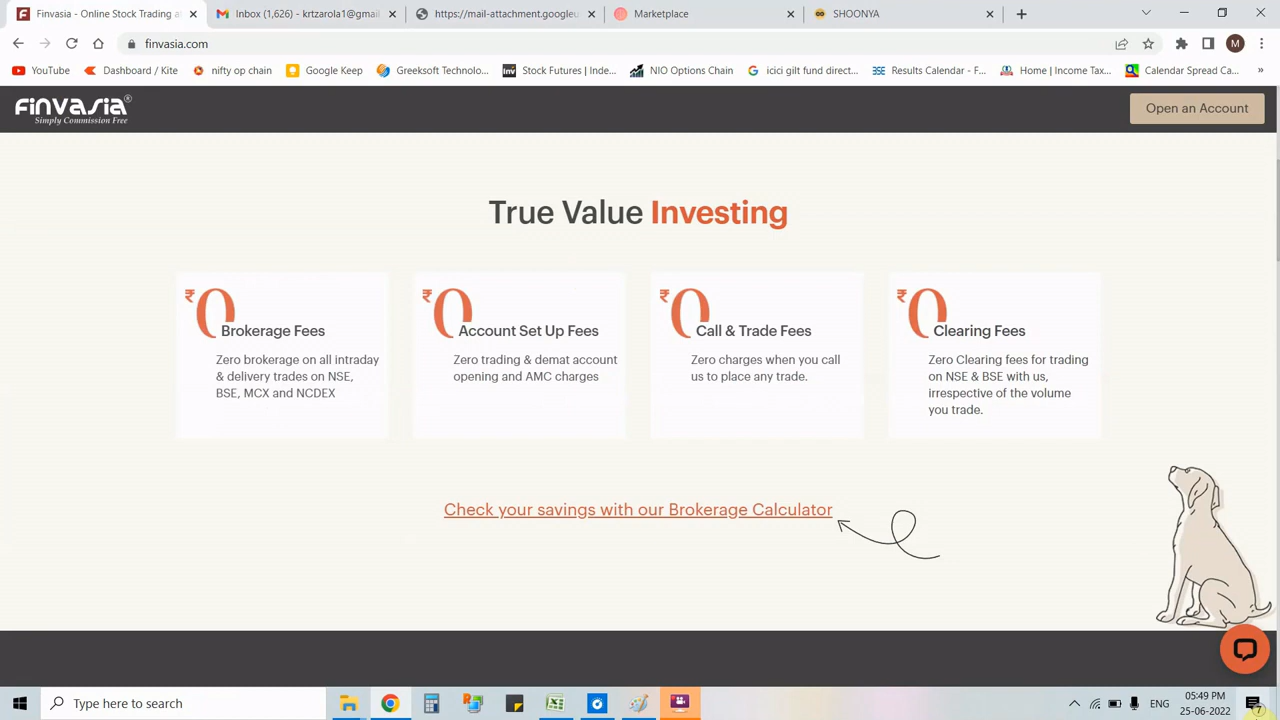 Finvasia - Online Stock Trading a
Inbox (1,626) - krtzarola1@gmail
https://mail-attachment.googleu
Marketplace
SHOONYA
finvasia.com
M
YouTube
Dashboard / Kite
nifty on chain
Google Keep
Greeksoft Technolo...
Stock Futures | Inde...
NIO Options Chain
icici gilt fund direct...
Results Calendar - F...
Home | Income Tax...
Calendar Spread Ca...
»
FINVASIA®
Simply Commission Free
Open an Account
True Value Investing
₹0
Brokerage Fees
Zero brokerage on all intraday
& delivery trades on NSE,
BSE, MCX and NCDEX
₹0
Account Set Up Fees
Zero trading & demat account
opening and AMC charges
₹0
Call & Trade Fees
Zero charges when you call
us to place any trade.
₹0
Clearing Fees
Zero Clearing fees for trading
on NSE & BSE with us,
irrespective of the volume
you trade.
Check your savings with our Brokerage Calculator
Type here to search
ENG
05:49 PM
25-06-2022